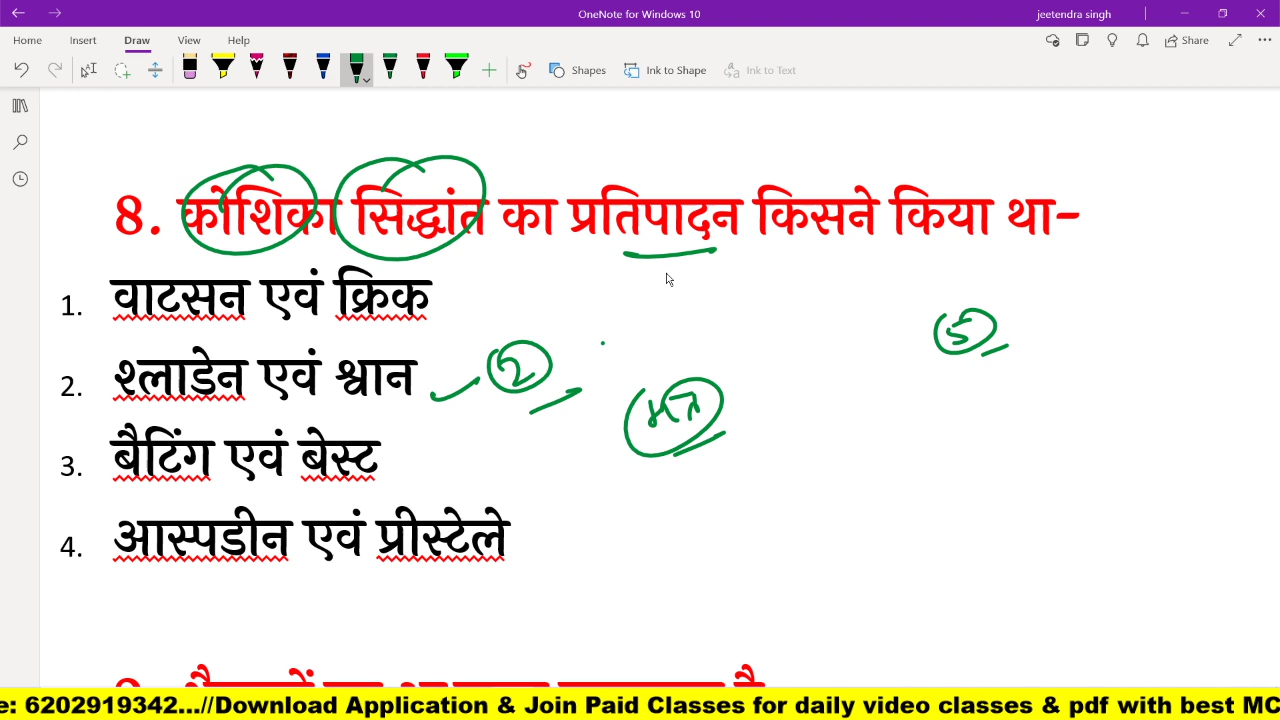 OneNote for Windows 10
jeetendra singh
Home Insert Draw View Help
Share
Shapes Ink to Shape Ink to Text
8. कोशिका सिद्धांत का प्रतिपादन किसने किया था-
1. वाटसन एवं क्रिक
5
2. श्लाडेन एवं श्वान 2
3. बैटिंग एवं बेस्ट
4. आस्पडीन एवं प्रीस्टेले
e: 6202919342...//Download Application & Join Paid Classes for daily video classes & pdf with best MC